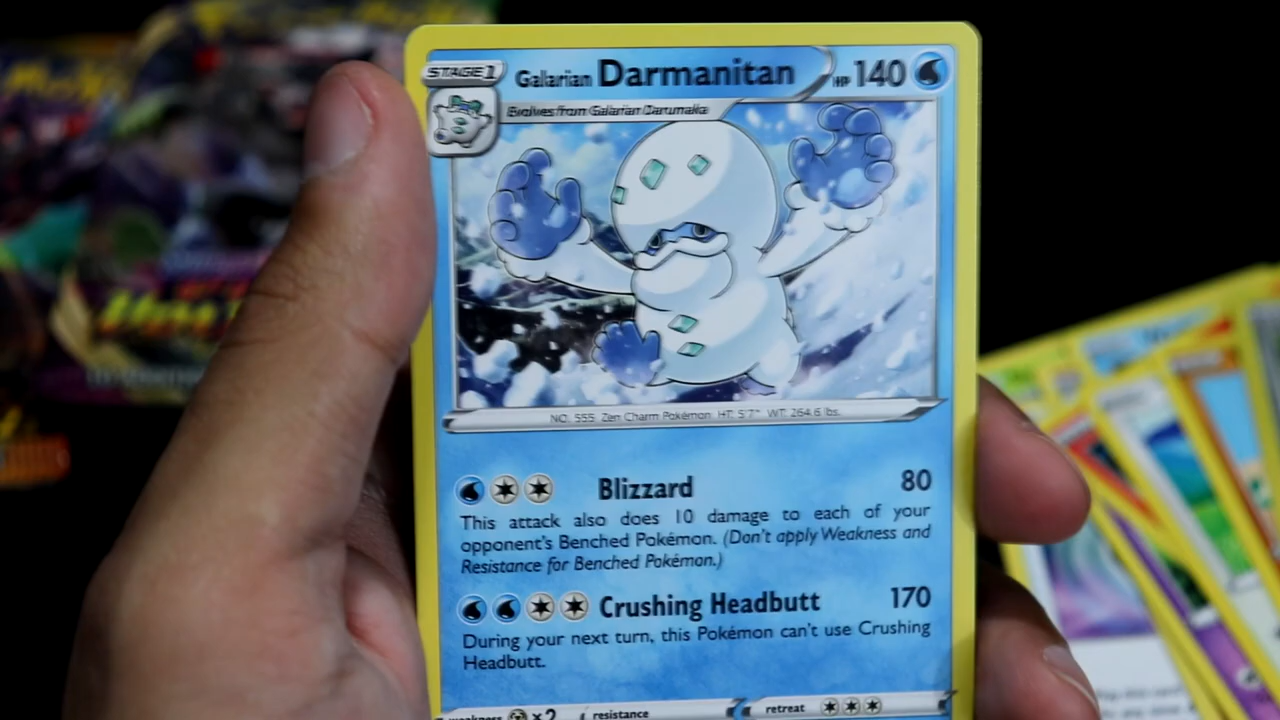 STAGE 1
Galarian Darmanitan HP 140
Evolves from Galarian Darumaka
NO. 555 Zen Charm Pokémon HT: 5'7" WT: 264.6 lbs.
Blizzard 80
This attack also does 10 damage to each of your
opponent's Benched Pokémon. (Don't apply Weakness and
Resistance for Benched Pokémon.)
Crushing Headbutt 170
During your next turn, this Pokémon can't use Crushing
Headbutt.
weakness ×2 resistance retreat